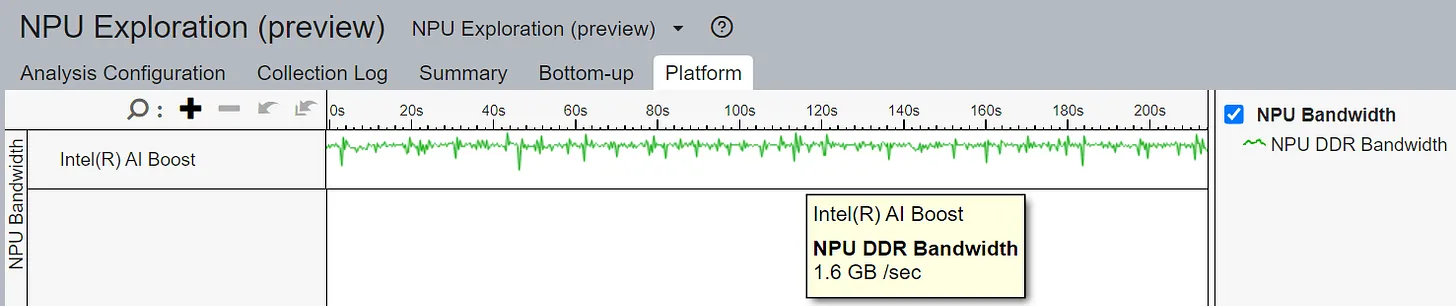 NPU Exploration (preview) NPU Exploration (preview)
Analysis Configuration Collection Log Summary Bottom-up Platform
0s 20s 40s 60s 80s 100s 120s 140s 160s 180s 200s
NPU Bandwidth
Intel(R) AI Boost
NPU Bandwidth
NPU DDR Bandwidth
Intel(R) AI Boost
NPU DDR Bandwidth
1.6 GB /sec